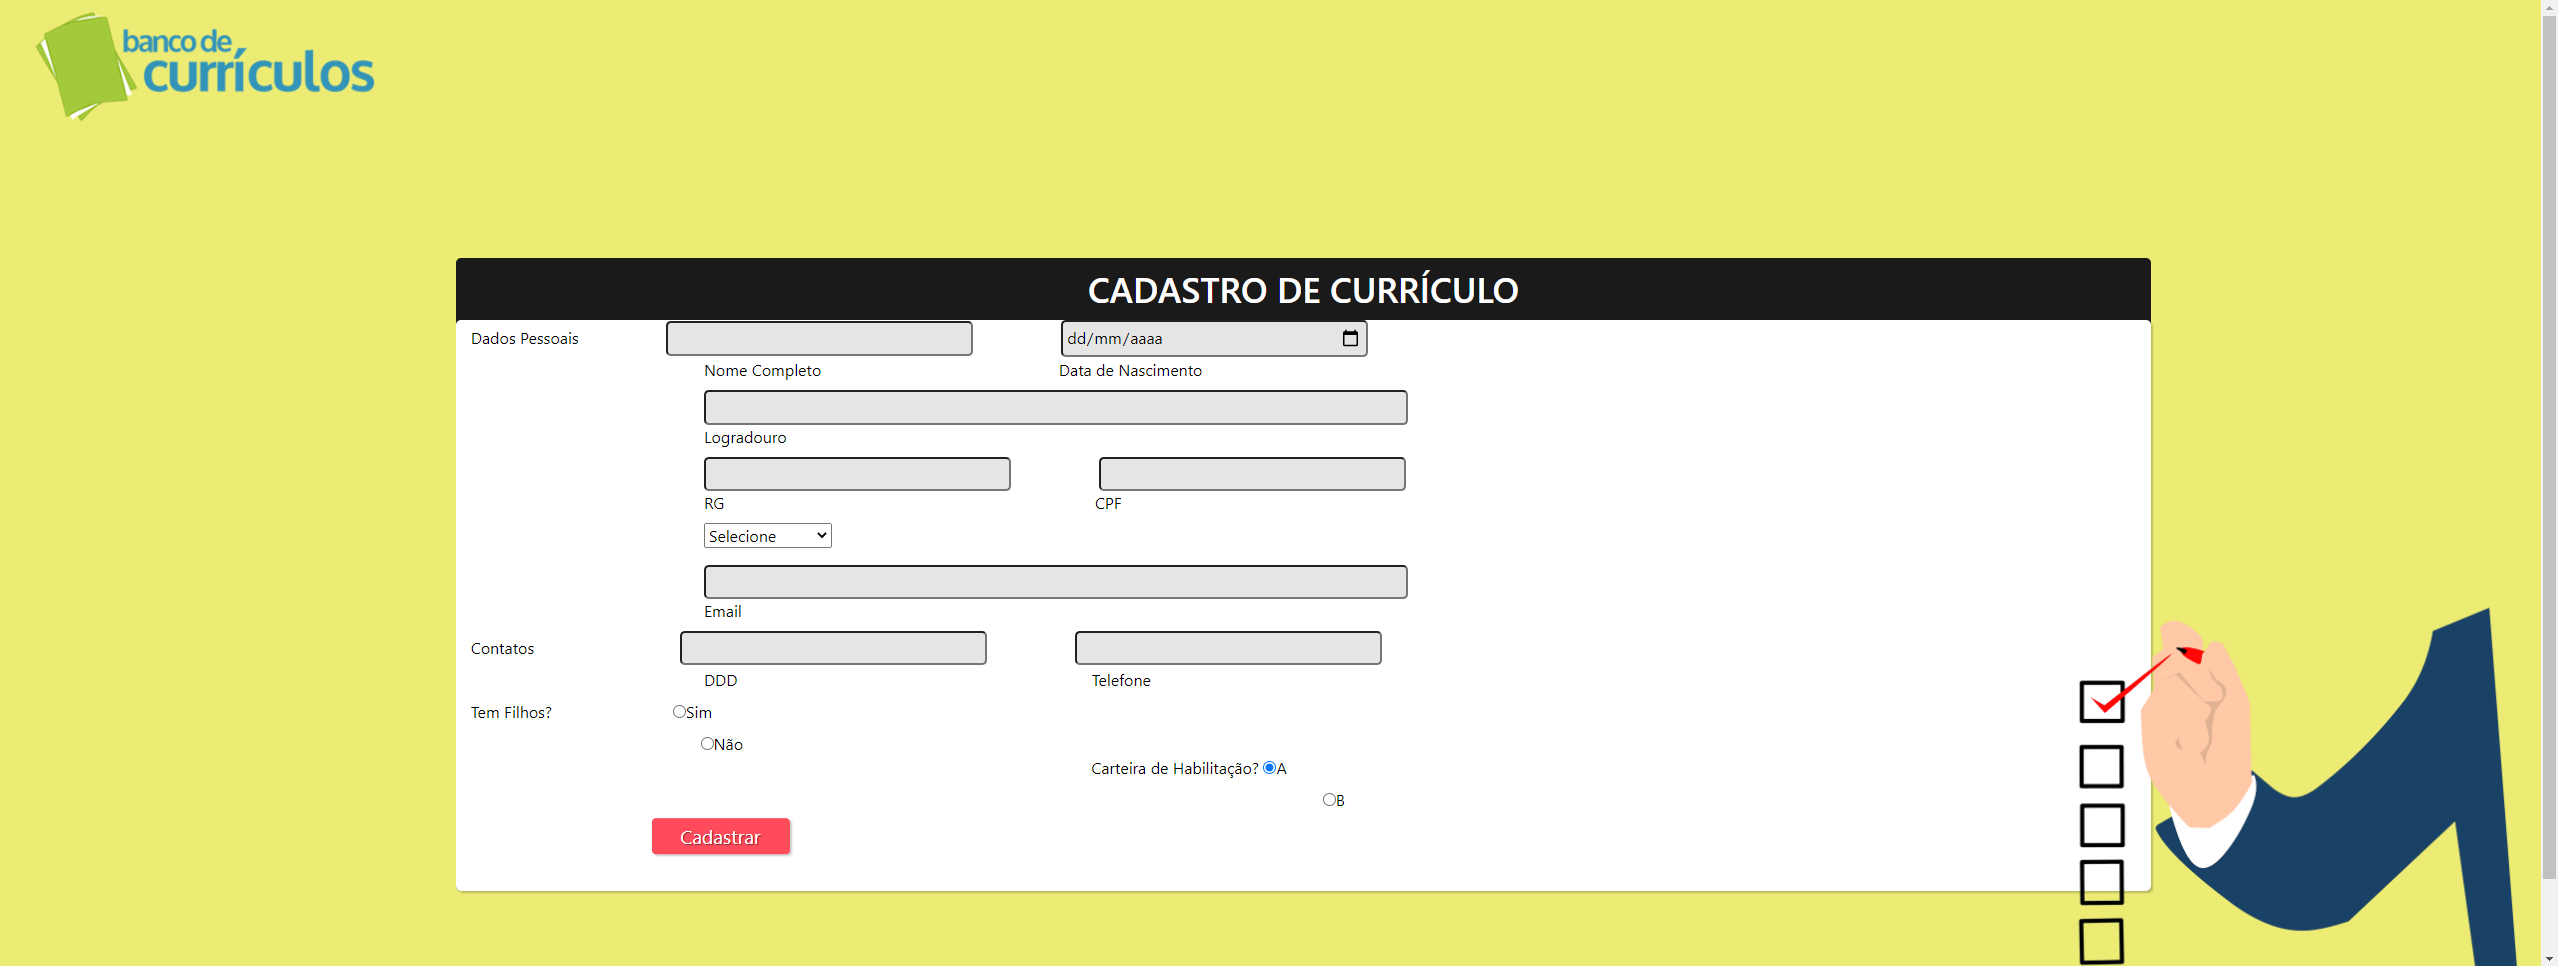 banco de
currículos
CADASTRO DE CURRÍCULO
Dados Pessoais dd/mm/aaaa
Nome Completo Data de Nascimento
Logradouro
RG CPF
Selecione
Email
Contatos
DDD Telefone
Tem Filhos? Sim
Não
Carteira de Habilitação? A
B
Cadastrar